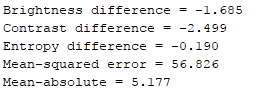 Brightness difference = -1.685
Contrast difference = -2.499
Entropy difference = -0.190
Mean-squared error = 56.826
Mean-absolute = 5.177